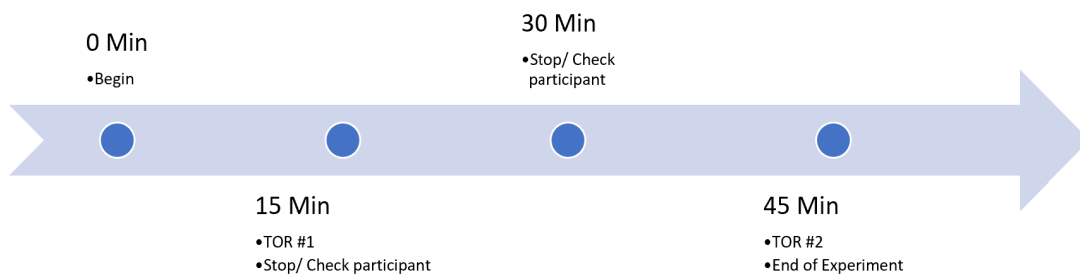 0 Min
•Begin
15 Min
•TOR #1
•Stop/ Check participant
30 Min
•Stop/ Check
participant
45 Min
•TOR #2
•End of Experiment